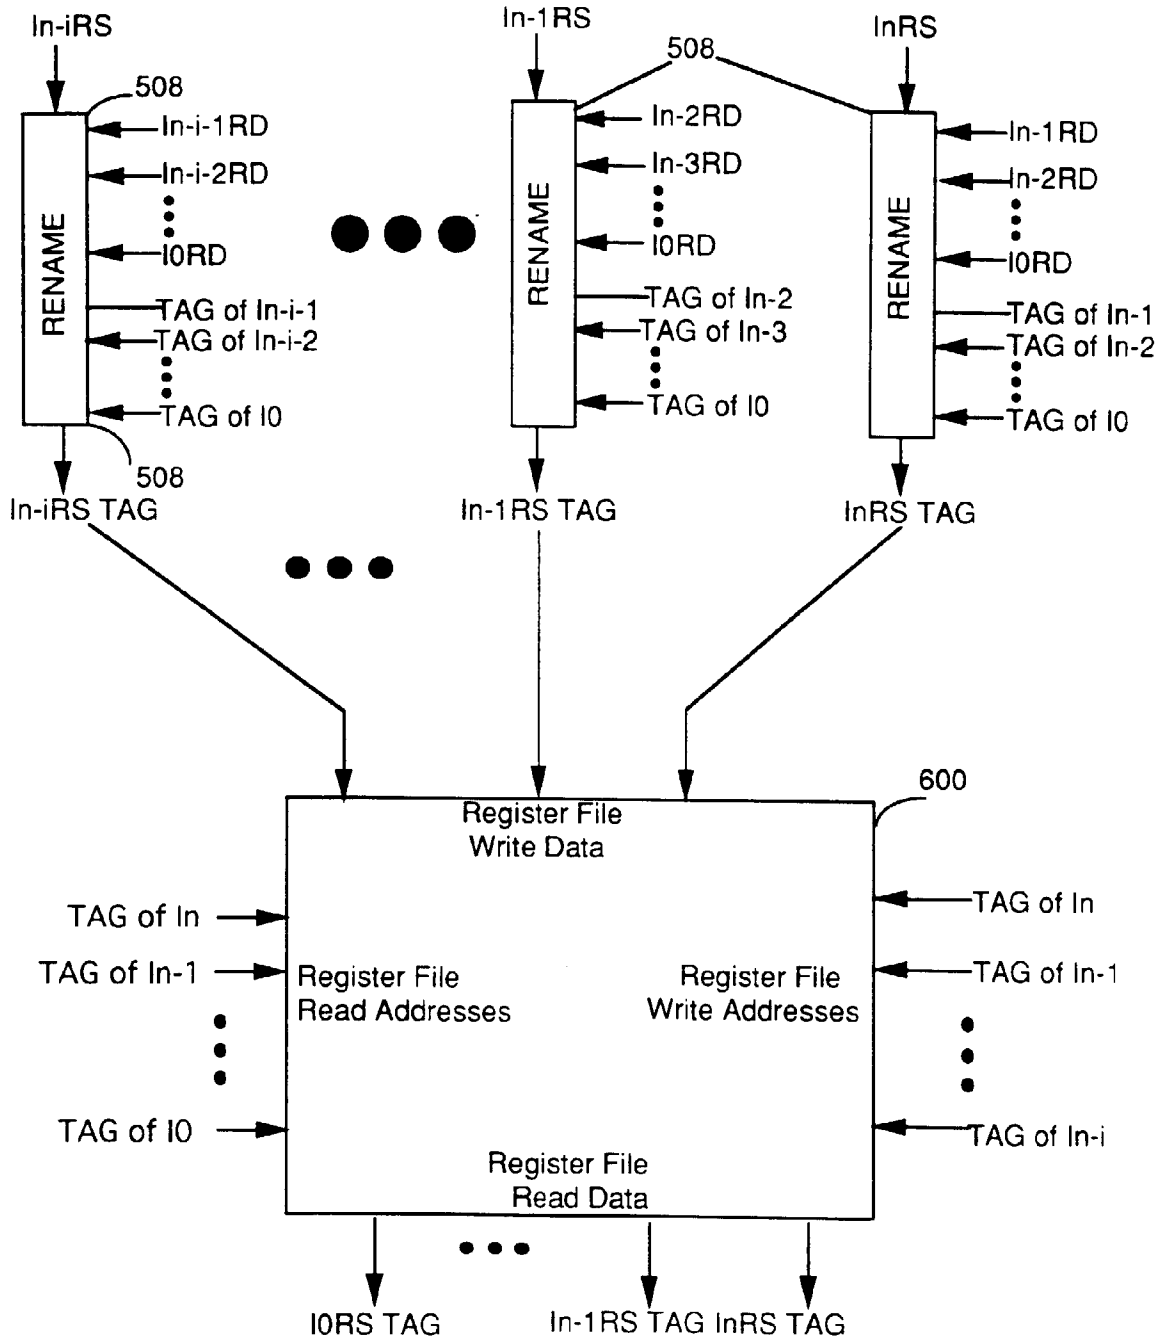 In-iRS
508
In-i-1RD
In-i-2RD
I0RD
RENAME
TAG of In-i-1
TAG of In-i-2
TAG of I0
508
In-iRS TAG
In-1RS
508
In-2RD
In-3RD
I0RD
RENAME
TAG of In-2
TAG of In-3
TAG of I0
In-1RS TAG
InRS
In-1RD
In-2RD
I0RD
RENAME
TAG of In-1
TAG of In-2
TAG of I0
InRS TAG
600
Register File
Write Data
TAG of In
TAG of In-1
TAG of I0
Register File
Read Addresses
Register File
Write Addresses
TAG of In
TAG of In-1
TAG of In-i
Register File
Read Data
I0RS TAG
In-1RS TAG
InRS TAG